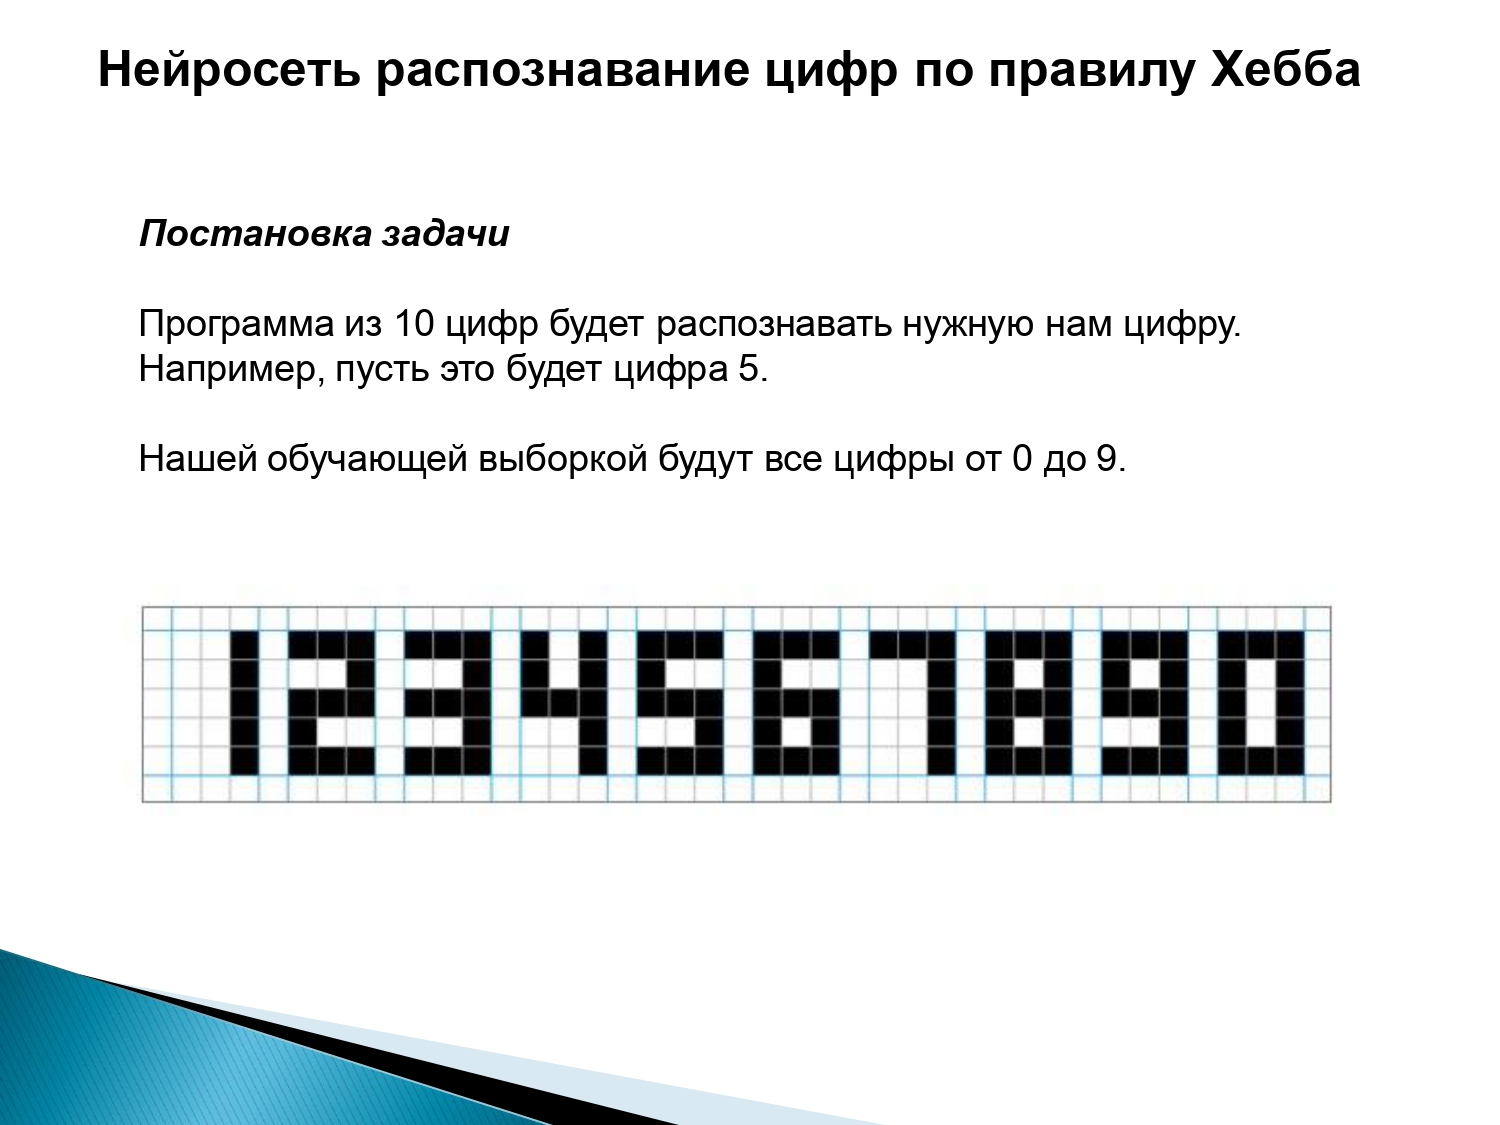 Нейросеть распознавание цифр по правилу Хебба
Постановка задачи
Программа из 10 цифр будет распознавать нужную нам цифру.
Например, пусть это будет цифра 5.
Нашей обучающей выборкой будут все цифры от 0 до 9.
1234567890